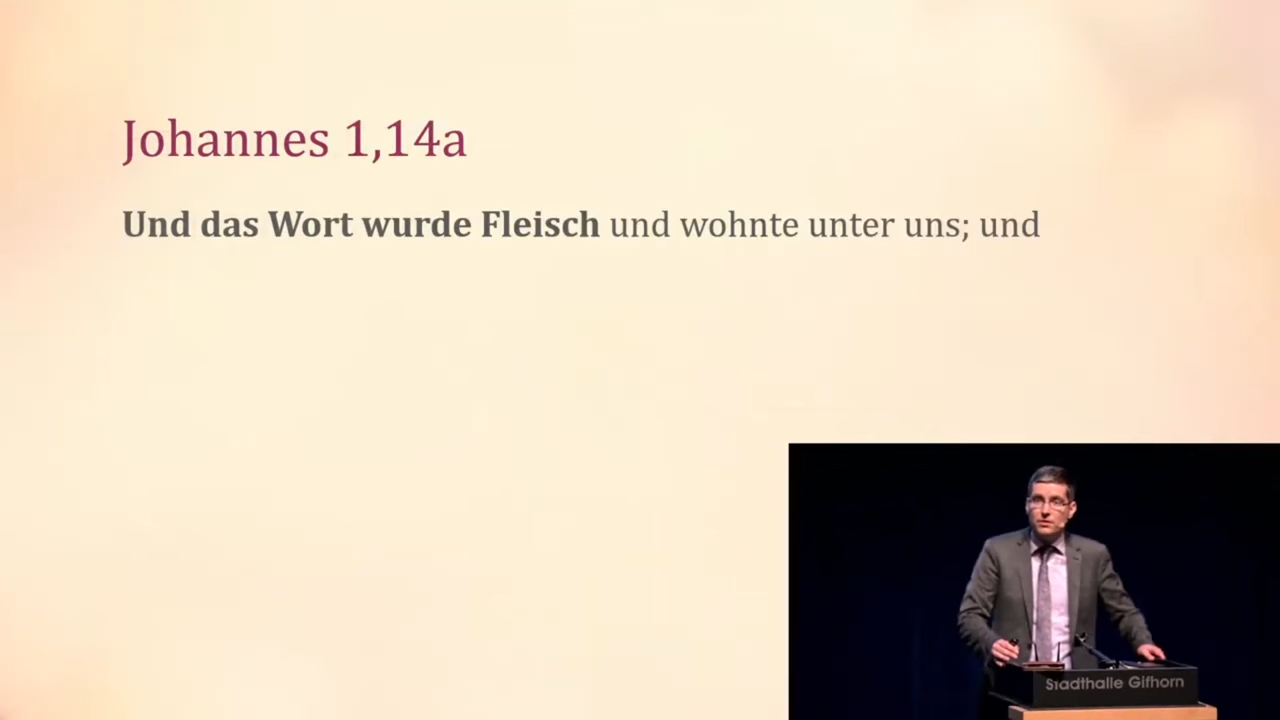 Johannes 1,14a
Und das Wort wurde Fleisch und wohnte unter uns; und
Stadthalle Gifhorn